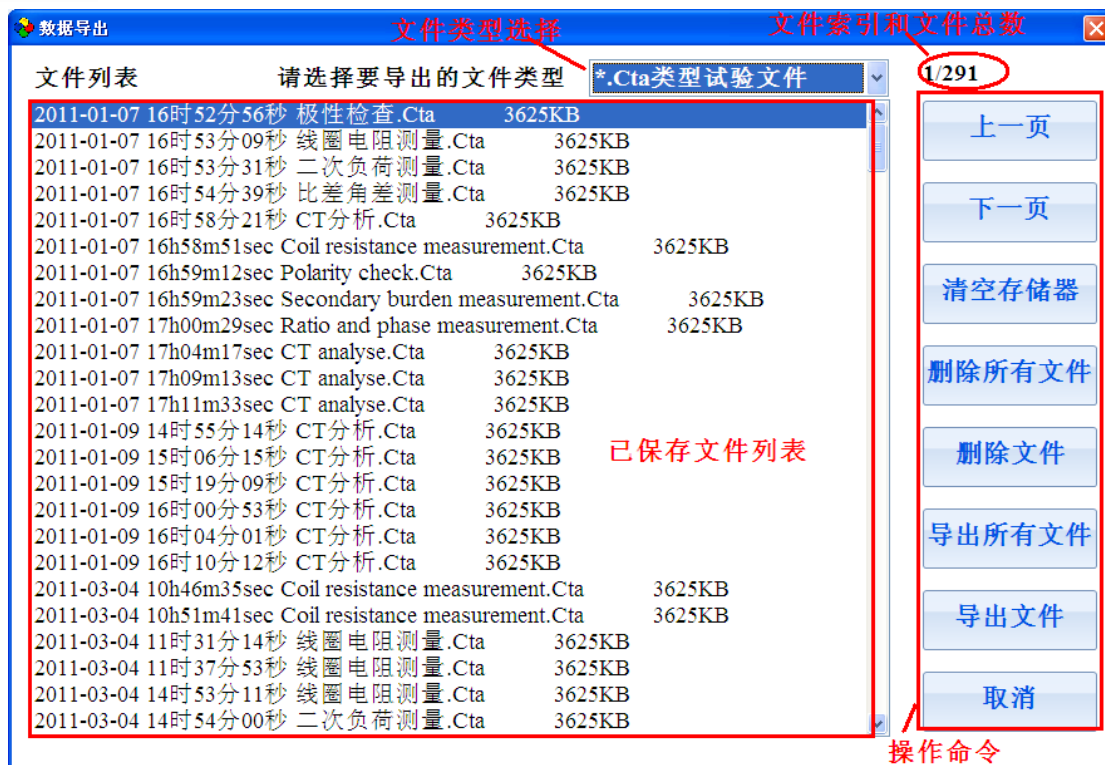 数据导出
文件类型选择
文件索引和文件总数
文件列表
请选择要导出的文件类型
*.Cta类型试验文件
1/291
2011-01-07 16时52分56秒 极性检查.Cta 3625KB
2011-01-07 16时53分09秒 线圈电阻测量.Cta 3625KB
2011-01-07 16时53分31秒 二次负荷测量.Cta 3625KB
2011-01-07 16时54分39秒 比差角差测量.Cta 3625KB
2011-01-07 16时58分21秒 CT分析.Cta 3625KB
2011-01-07 16h58m51sec Coil resistance measurement.Cta 3625KB
2011-01-07 16h59m12sec Polarity check.Cta 3625KB
2011-01-07 16h59m23sec Secondary burden measurement.Cta 3625KB
2011-01-07 17h00m29sec Ratio and phase measurement.Cta 3625KB
2011-01-07 17h04m17sec CT analyse.Cta 3625KB
2011-01-07 17h09m13sec CT analyse.Cta 3625KB
2011-01-07 17h11m33sec CT analyse.Cta 3625KB
2011-01-09 14时55分14秒 CT分析.Cta 3625KB
2011-01-09 15时06分15秒 CT分析.Cta 3625KB
2011-01-09 15时19分09秒 CT分析.Cta 3625KB
2011-01-09 16时00分53秒 CT分析.Cta 3625KB
2011-01-09 16时04分01秒 CT分析.Cta 3625KB
2011-01-09 16时10分12秒 CT分析.Cta 3625KB
2011-03-04 10h46m35sec Coil resistance measurement.Cta 3625KB
2011-03-04 10h51m41sec Coil resistance measurement.Cta 3625KB
2011-03-04 11时31分14秒 线圈电阻测量.Cta 3625KB
2011-03-04 11时37分53秒 线圈电阻测量.Cta 3625KB
2011-03-04 14时53分11秒 线圈电阻测量.Cta 3625KB
2011-03-04 14时54分00秒 二次负荷测量.Cta 3625KB
已保存文件列表
上一页
下一页
清空存储器
删除所有文件
删除文件
导出所有文件
导出文件
取消
操作命令